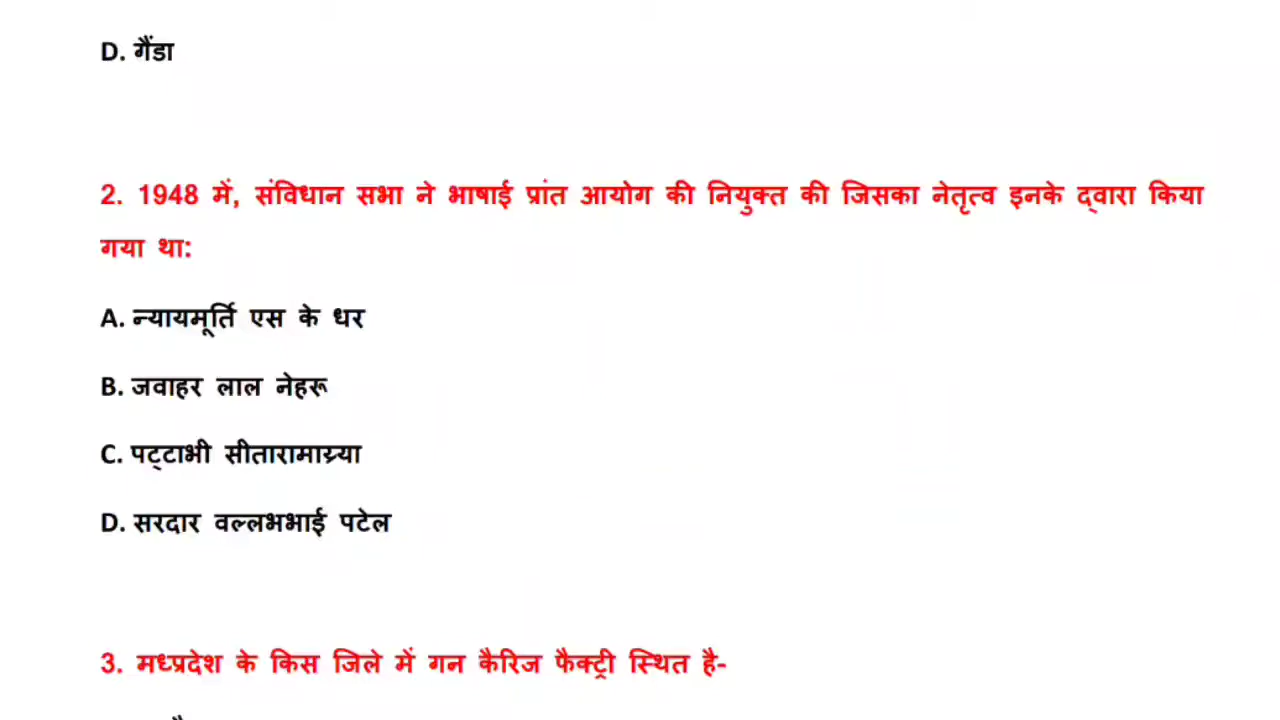 D. गैंडा
2. 1948 में, संविधान सभा ने भाषाई प्रांत आयोग की नियुक्त की जिसका नेतृत्व इनके द्वारा किया
गया था:
A. न्यायमूर्ति एस के धर
B. जवाहर लाल नेहरू
C. पट्टाभी सीतारामाय्या
D. सरदार वल्लभभाई पटेल
3. मध्प्रदेश के किस जिले में गन कैरिज फैक्ट्री स्थित है-